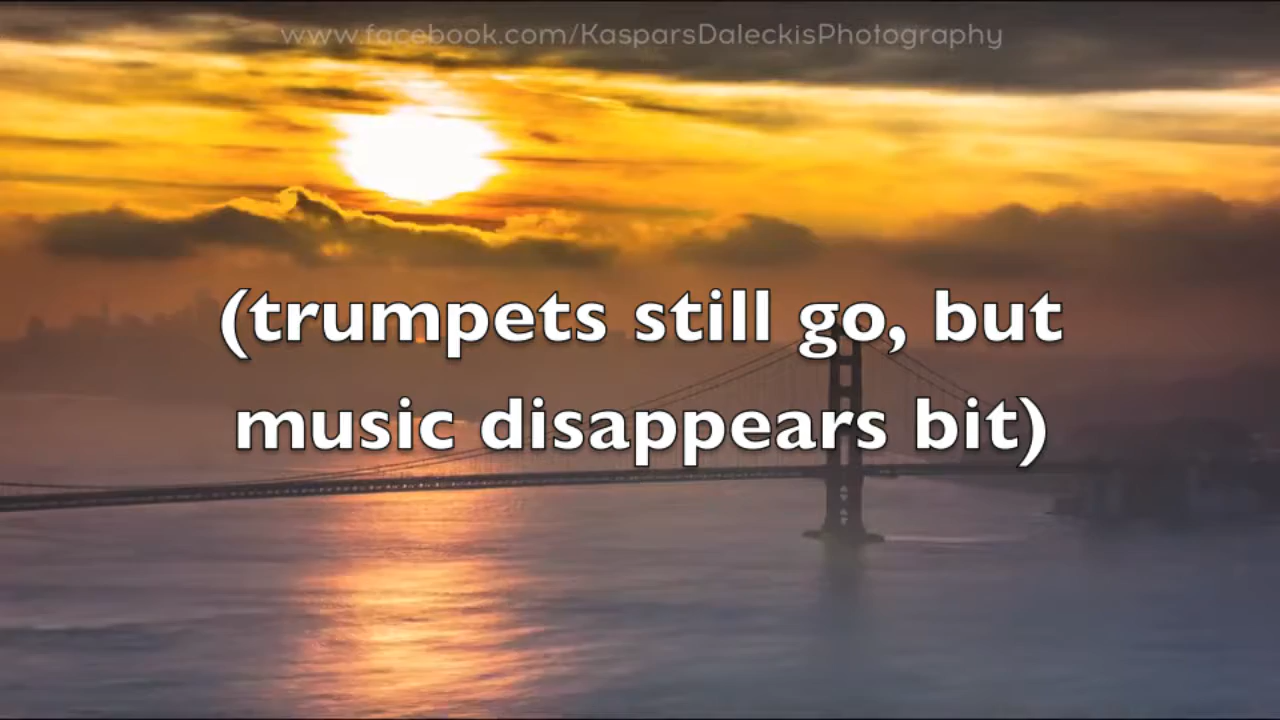 www.facebook.com/KasparsDaleckisPhotography
(trumpets still go, but
music disappears bit)